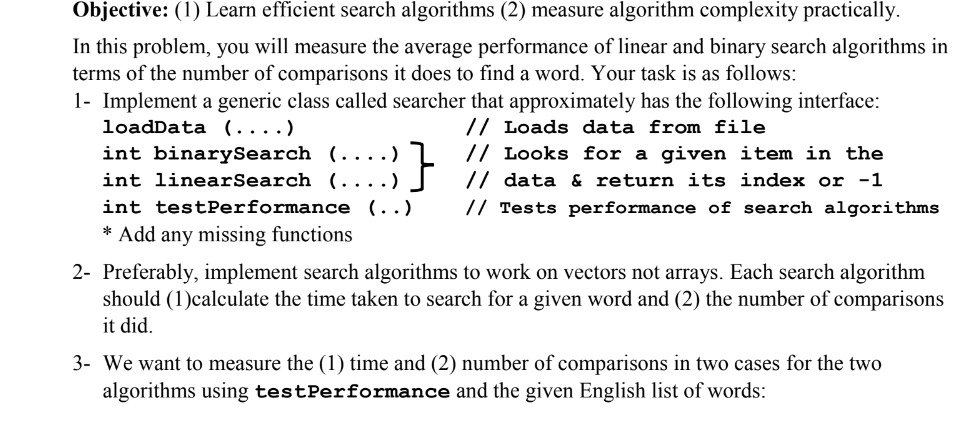 Objective: (1) Learn efficient search algorithms (2) measure algorithm complexity practically.
In this problem, you will measure the average performance of linear and binary search algorithms in
terms of the number of comparisons it does to find a word. Your task is as follows:
1- Implement a generic class called searcher that approximately has the following interface:
loadData (....) // Loads data from file
int binarySearch (....) // Looks for a given item in the
int linearSearch (....) // data & return its index or -1
int testPerformance (..) // Tests performance of search algorithms
* Add any missing functions
2- Preferably, implement search algorithms to work on vectors not arrays. Each search algorithm
should (1)calculate the time taken to search for a given word and (2) the number of comparisons
it did.
3- We want to measure the (1) time and (2) number of comparisons in two cases for the two
algorithms using testPerformance and the given English list of words: